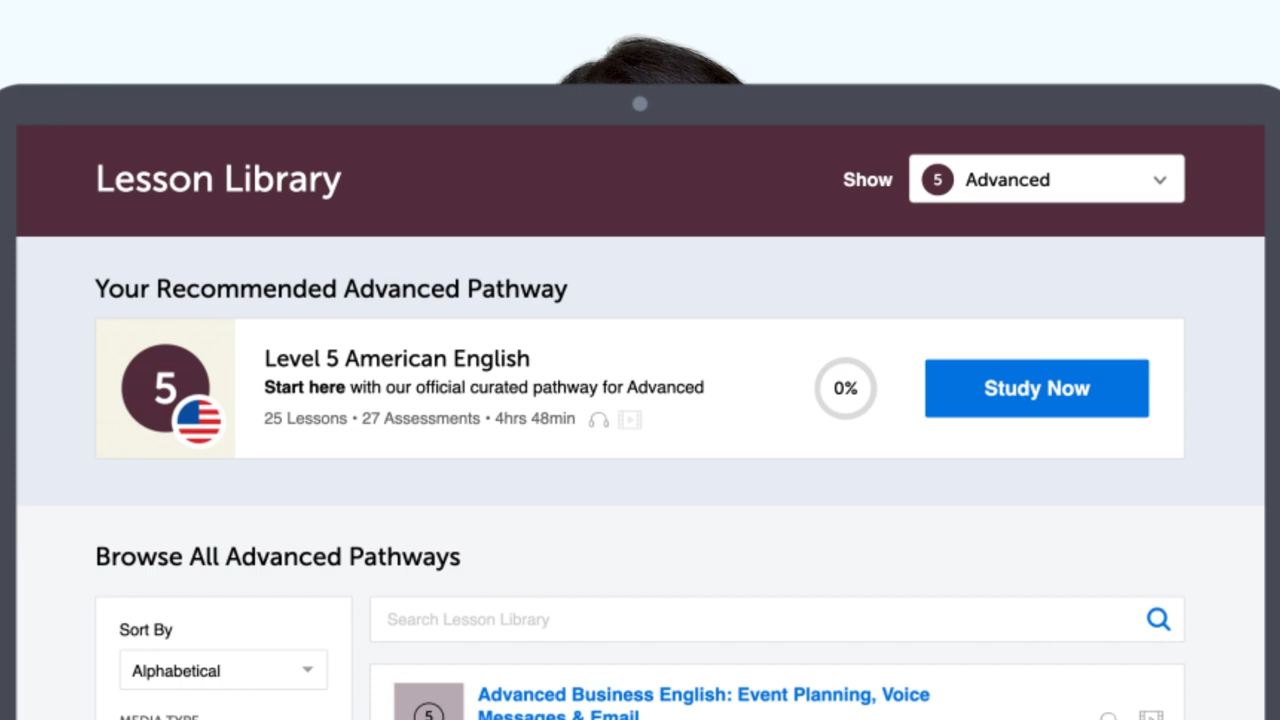 Lesson Library
Show
5
Advanced
Your Recommended Advanced Pathway
5
Level 5 American English
Start here with our official curated pathway for Advanced
25 Lessons • 27 Assessments • 4hrs 48min
0%
Study Now
Browse All Advanced Pathways
Sort By
Alphabetical
MEDIA TYPE
Search Lesson Library
5
Advanced Business English: Event Planning, Voice
Messages & Email